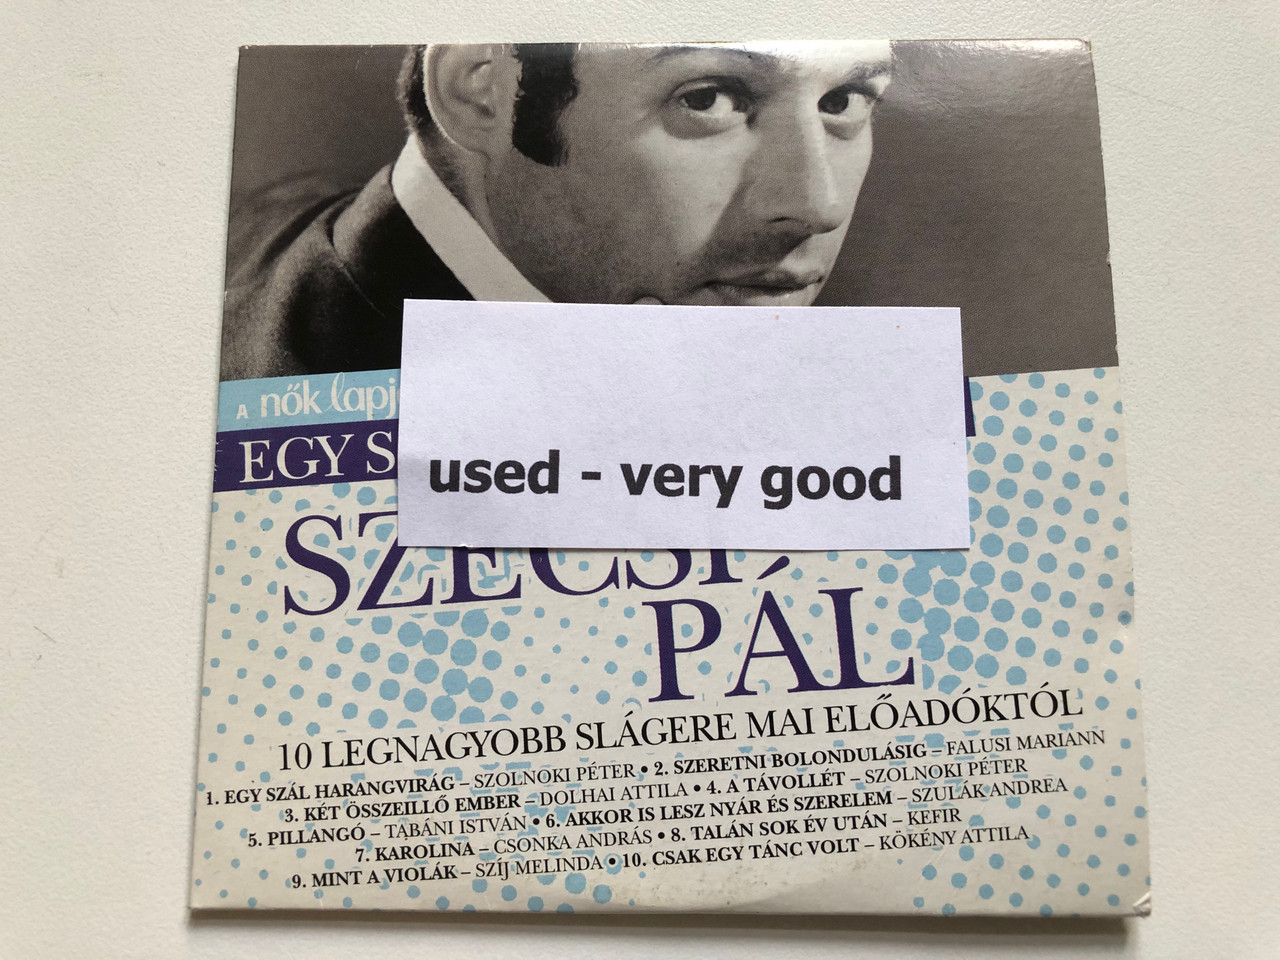 A nők lapj
EGY S
used - very good
SZÉCSI
PÁL
10 LEGNAGYOBB SLÁGERE MAI ELŐADÓKTÓL
1. EGY SZÁL HARANGVIRÁG – SZOLNOKI PÉTER • 2. SZERETNI BOLONDULÁSIG – FALUSI MARIANN
3. KÉT ÖSSZEILLŐ EMBER – DOLHAI ATTILA • 4. A TÁVOLLÉT – SZOLNOKI PÉTER
5. PILLANGÓ – TABÁNI ISTVÁN • 6. AKKOR IS LESZ NYÁR ÉS SZERELEM – SZULÁK ANDREA
7. KAROLINA – CSONKA ANDRÁS • 8. TALÁN SOK ÉV UTÁN – KEFIR
9. MINT A VIOLÁK – SZÍJ MELINDA • 10. CSAK EGY TÁNC VOLT – KÖKÉNY ATTILA